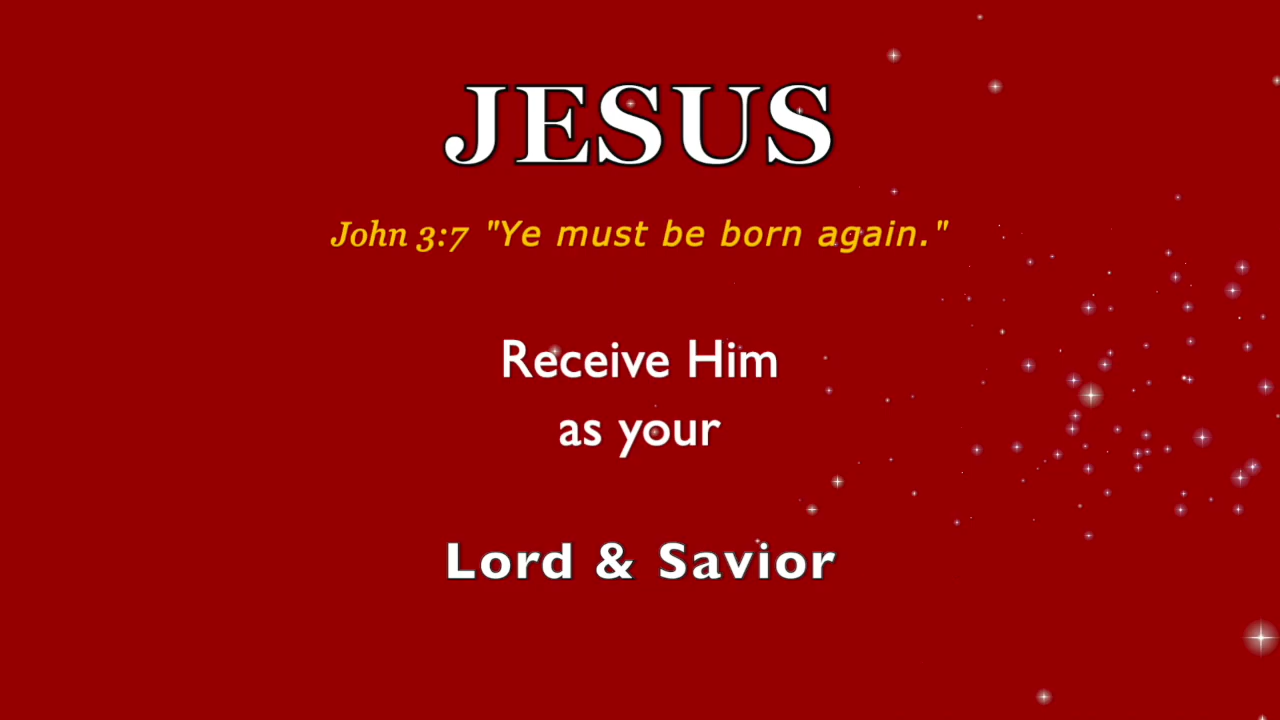 JESUS
John 3:7 "Ye must be born again."
Receive Him
as your
Lord & Savior